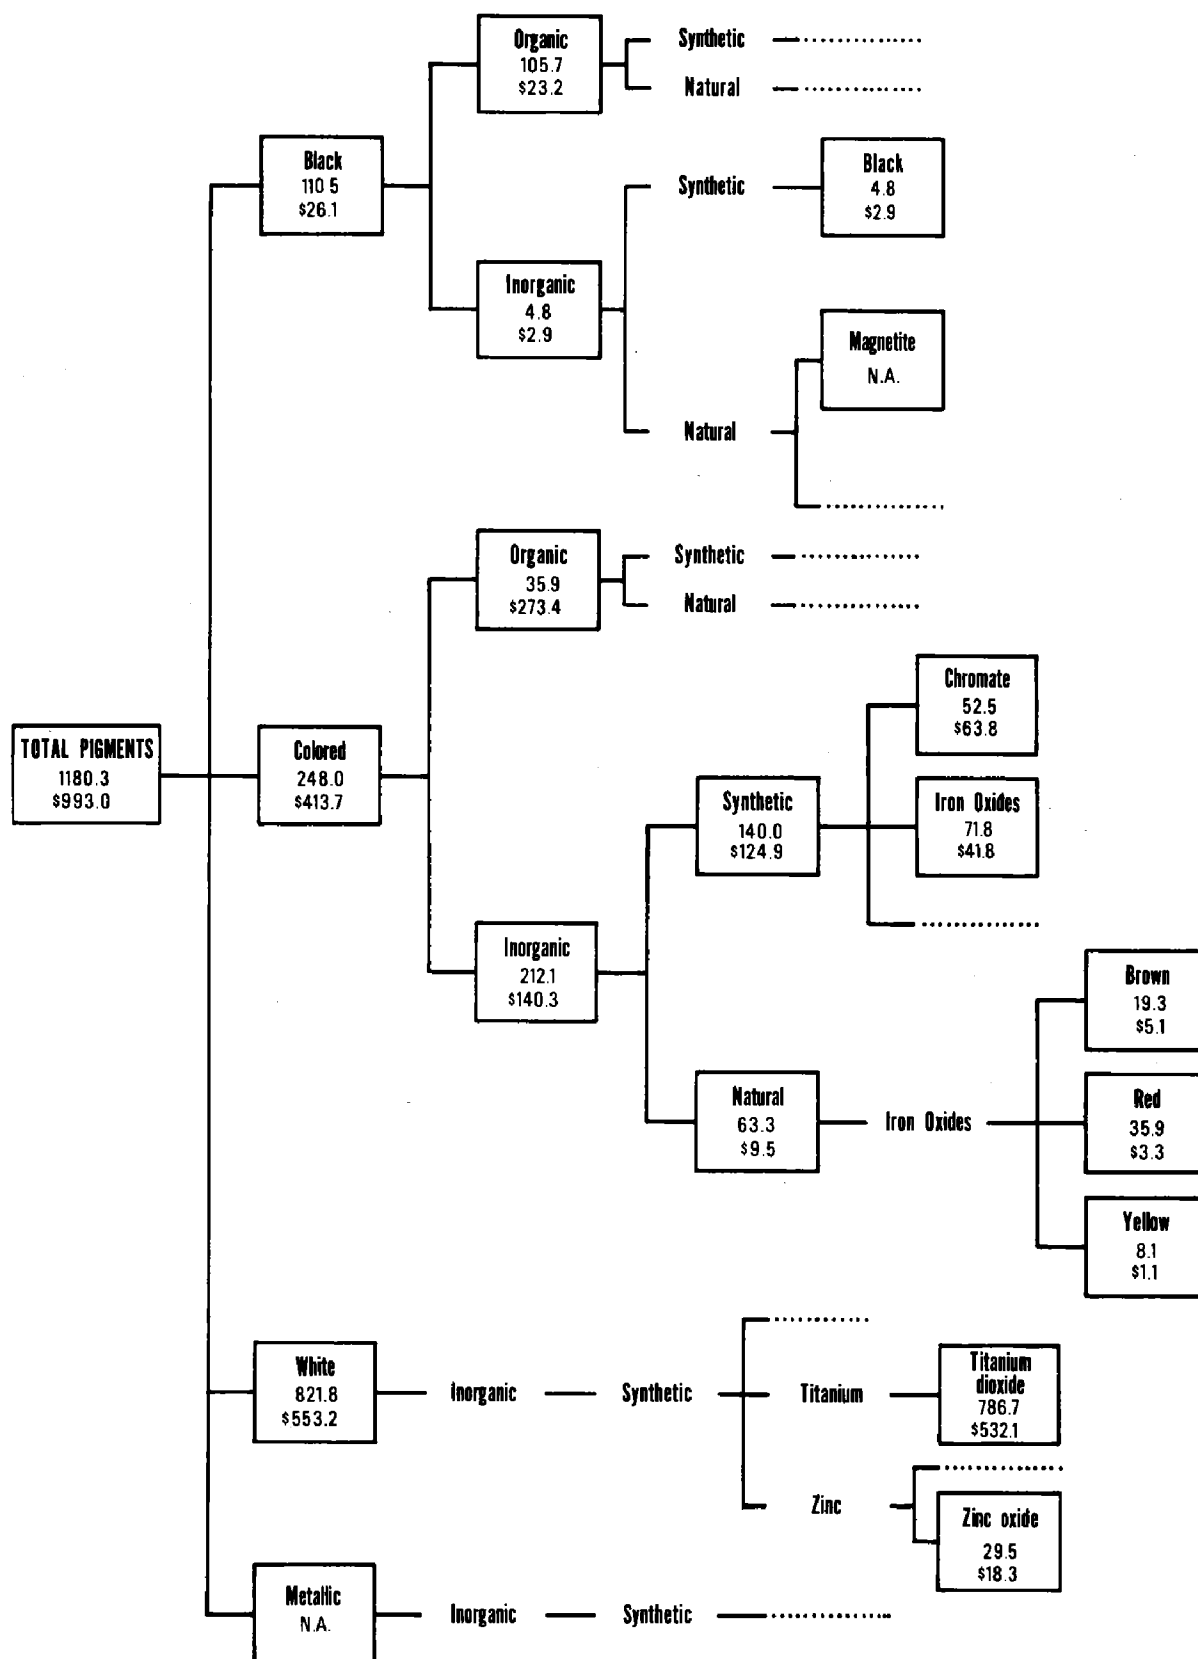 Organic
105.7
$23.2
Synthetic
Natural
Black
110 5
$26.1
Synthetic
Black
4.8
$2.9
Inorganic
4.8
$2.9
Magnetite
N.A.
Natural
Organic
35.9
$273.4
Synthetic
Natural
Chromate
52.5
$63.8
TOTAL PIGMENTS
1180.3
$993.0
Colored
248.0
$413.7
Synthetic
140.0
$124.9
Iron Oxides
71.8
$41.8
Inorganic
212.1
$140.3
Brown
19.3
$5.1
Natural
63.3
$9.5
Iron Oxides
Red
35.9
$3.3
Yellow
8.1
$1.1
White
821.8
$553.2
Inorganic
Synthetic
Titanium
Titanium
dioxide
786.7
$532.1
Zinc
Zinc oxide
29.5
$18.3
Metallic
N.A.
Inorganic
Synthetic